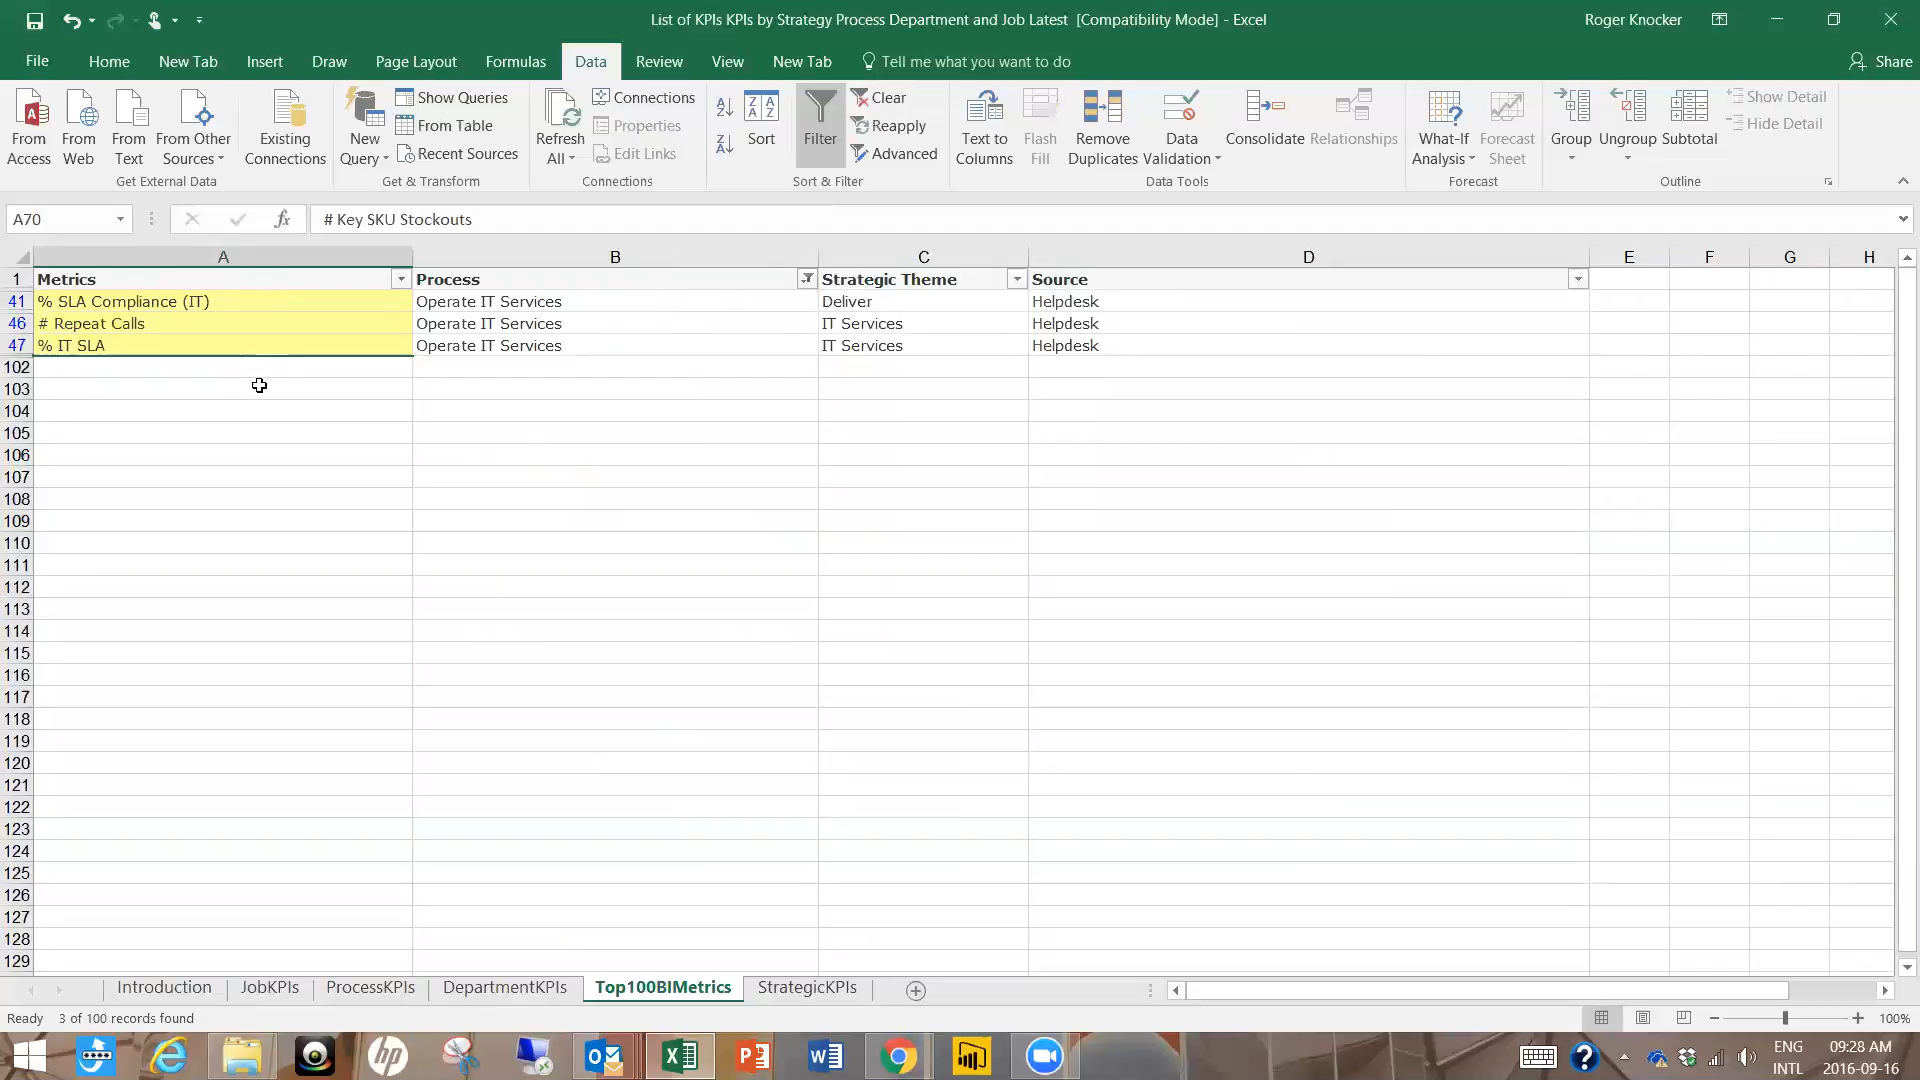 List of KPIs KPIs by Strategy Process Department and Job Latest [Compatibility Mode] - Excel
Roger Knocker
File Home New Tab Insert Draw Page Layout Formulas Data Review View New Tab Tell me what you want to do Share
From Access
From Web
From Text
From Other Sources
Existing Connections
Get External Data
New Query
Show Queries
From Table
Recent Sources
Get & Transform
Refresh All
Connections
Properties
Edit Links
Connections
Sort
Filter
Clear
Reapply
Advanced
Sort & Filter
Text to Columns
Flash Fill
Remove Duplicates
Data Validation
Consolidate
Relationships
Data Tools
What-If Analysis
Forecast Sheet
Forecast
Group
Ungroup
Subtotal
Show Detail
Hide Detail
Outline
A70 fx # Key SKU Stockouts
A B C D E F G H
1 Metrics Process Strategic Theme Source
41 % SLA Compliance (IT) Operate IT Services Deliver Helpdesk
46 # Repeat Calls Operate IT Services IT Services Helpdesk
47 % IT SLA Operate IT Services IT Services Helpdesk
102
103
104
105
106
107
108
109
110
111
112
113
114
115
116
117
118
119
120
121
122
123
124
125
126
127
128
129
Introduction JobKPIs ProcessKPIs DepartmentKPIs Top100BIMetrics StrategicKPIs
Ready 3 of 100 records found 100%
ENG 09:28 AM
INTL 2016-09-16